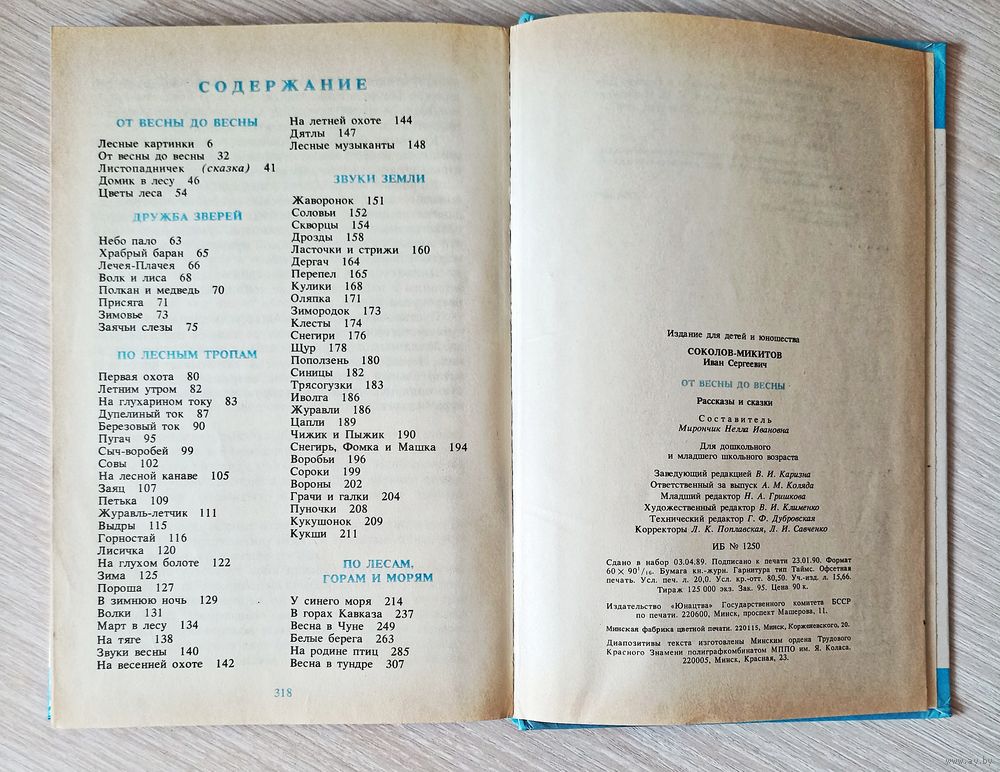 СОДЕРЖАНИЕ
ОТ ВЕСНЫ ДО ВЕСНЫ
Лесные картинки 6
От весны до весны 32
Листопадничек (сказка) 41
Домик в лесу 46
Цветы леса 54
ДРУЖБА ЗВЕРЕЙ
Небо пало 63
Храбрый баран 65
Лечея-Плачея 66
Волк и лиса 68
Полкан и медведь 70
Присяга 71
Зимовье 73
Заячьи слезы 75
ПО ЛЕСНЫМ ТРОПАМ
Первая охота 80
Летним утром 82
На глухарином току 83
Дупелиный ток 87
Березовый ток 90
Пугач 95
Сыч-воробей 99
Совы 102
На лесной канаве 105
Заяц 107
Петька 109
Журавль-летчик 111
Выдры 115
Горностай 116
Лисичка 120
На глухом болоте 122
Зима 125
Пороша 127
В зимнюю ночь 129
Волки 131
Март в лесу 134
На тяге 138
Звуки весны 140
На весенней охоте 142
На летней охоте 144
Дятлы 147
Лесные музыканты 148
ЗВУКИ ЗЕМЛИ
Жаворонок 151
Соловьи 152
Скворцы 154
Дрозды 158
Ласточки и стрижи 160
Дергач 164
Перепел 165
Кулики 168
Оляпка 171
Зимородок 173
Клесты 174
Снегири 176
Щур 178
Поползень 180
Синицы 182
Трясогузки 183
Иволга 186
Журавли 186
Цапли 189
Чижик и Пыжик 190
Снегирь, Фомка и Машка 194
Воробьи 196
Сороки 199
Вороны 202
Грачи и галки 204
Пуночки 208
Кукушонок 209
Кукши 211
ПО ЛЕСАМ,
ГОРАМ И МОРЯМ
У синего моря 214
В горах Кавказа 237
Весна в Чуне 249
Белые берега 263
На родине птиц 285
Весна в тундре 307
318
Издание для детей и юношества
СОКОЛОВ-МИКИТОВ
Иван Сергеевич
ОТ ВЕСНЫ ДО ВЕСНЫ
Рассказы и сказки
Составитель
Мирончик Нелла Ивановна
Для дошкольного
и младшего школьного возраста
Заведующий редакцией В. И. Каризна
Ответственный за выпуск А. М. Коляда
Младший редактор Н. А. Гришкова
Художественный редактор В. И. Клименко
Технический редактор Г. Ф. Дубровская
Корректоры Л. К. Поплавская, Л. И. Савченко
ИБ № 1250
Сдано в набор 03.04.89. Подписано к печати 23.01.90. Формат
60 × 90¹/₁₆. Бумага кн.-журн. Гарнитура тип Таймс. Офсетная
печать. Усл. печ. л. 20,0. Усл. кр.-отт. 80,50. Уч.-изд. л. 15,66.
Тираж 125 000 экз. Зак. 95. Цена 90 к.
Издательство «Юнацтва» Государственного комитета БССР
по печати. 220600, Минск, проспект Машерова, 11.
Минская фабрика цветной печати. 220115, Минск, Корженевского, 20.
Диапозитивы текста изготовлены Минским ордена Трудового
Красного Знамени полиграфкомбинатом МППО им. Я. Коласа.
220005, Минск, Красная, 23.
www.ay.by